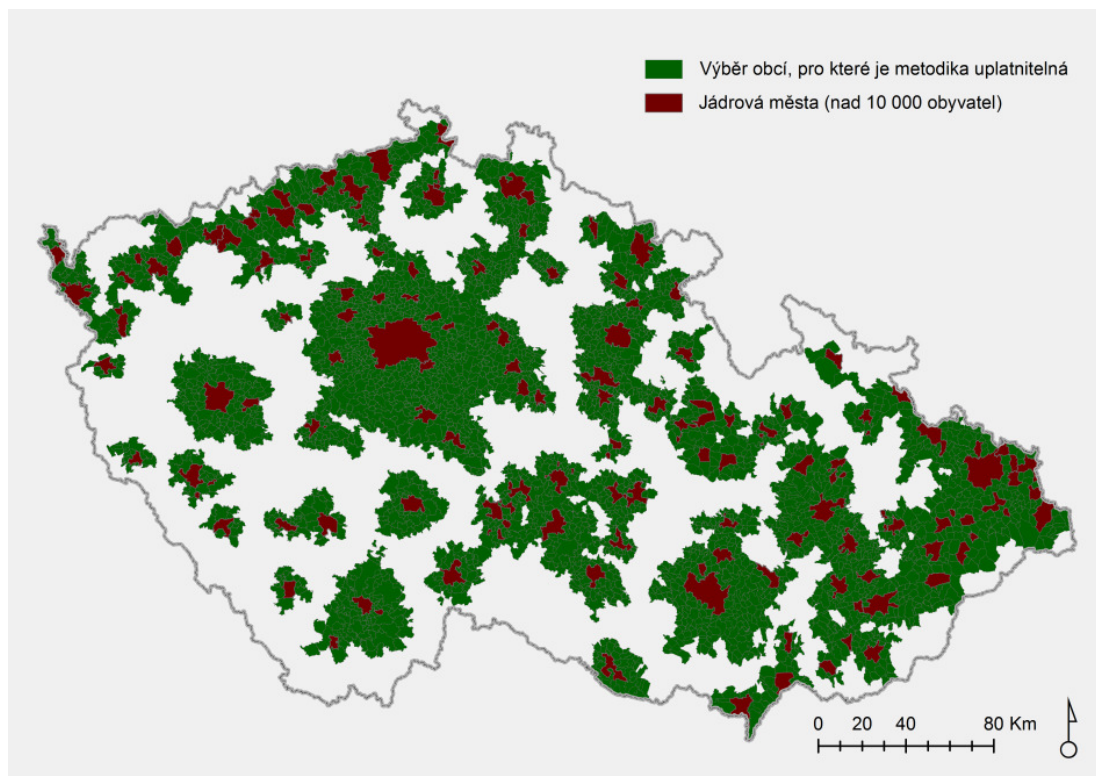 Výběr obcí, pro které je metodika uplatnitelná
Jádrová města (nad 10 000 obyvatel)
0 20 40 80 Km